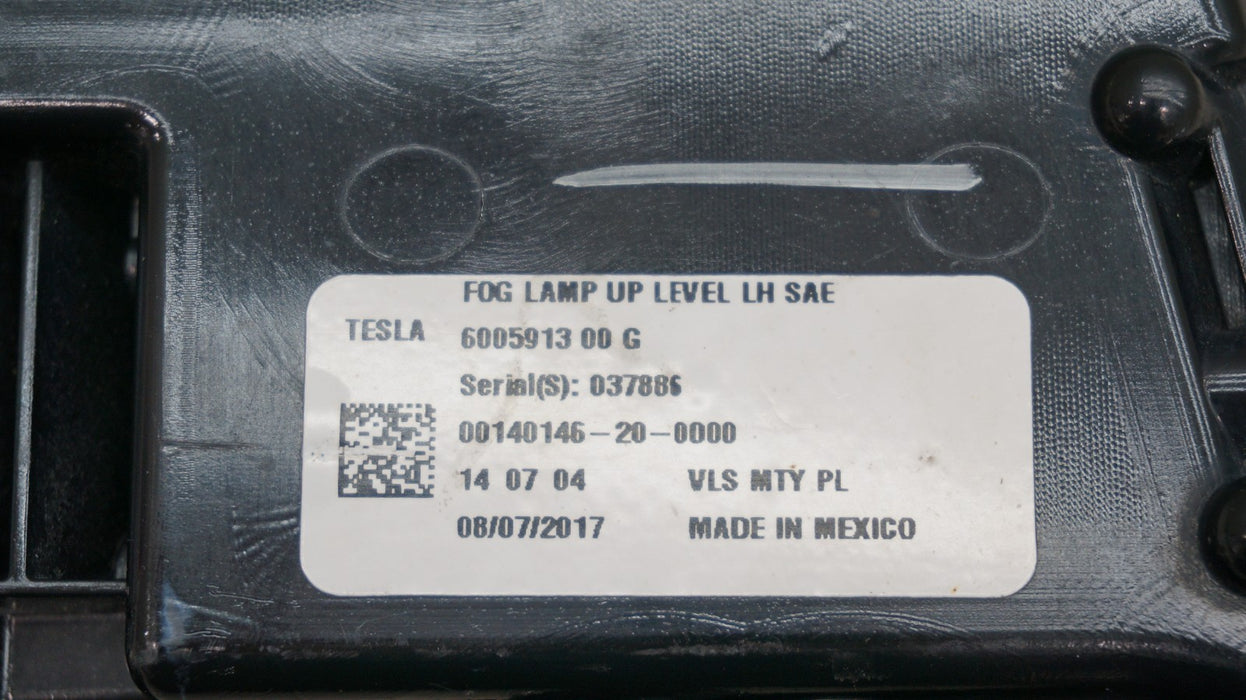 FOG LAMP UP LEVEL LH SAE
TESLA
6005913 00 G
Serial(S): 037886
00140146-20-0000
14 07 04 VLS MTY PL
08/07/2017 MADE IN MEXICO